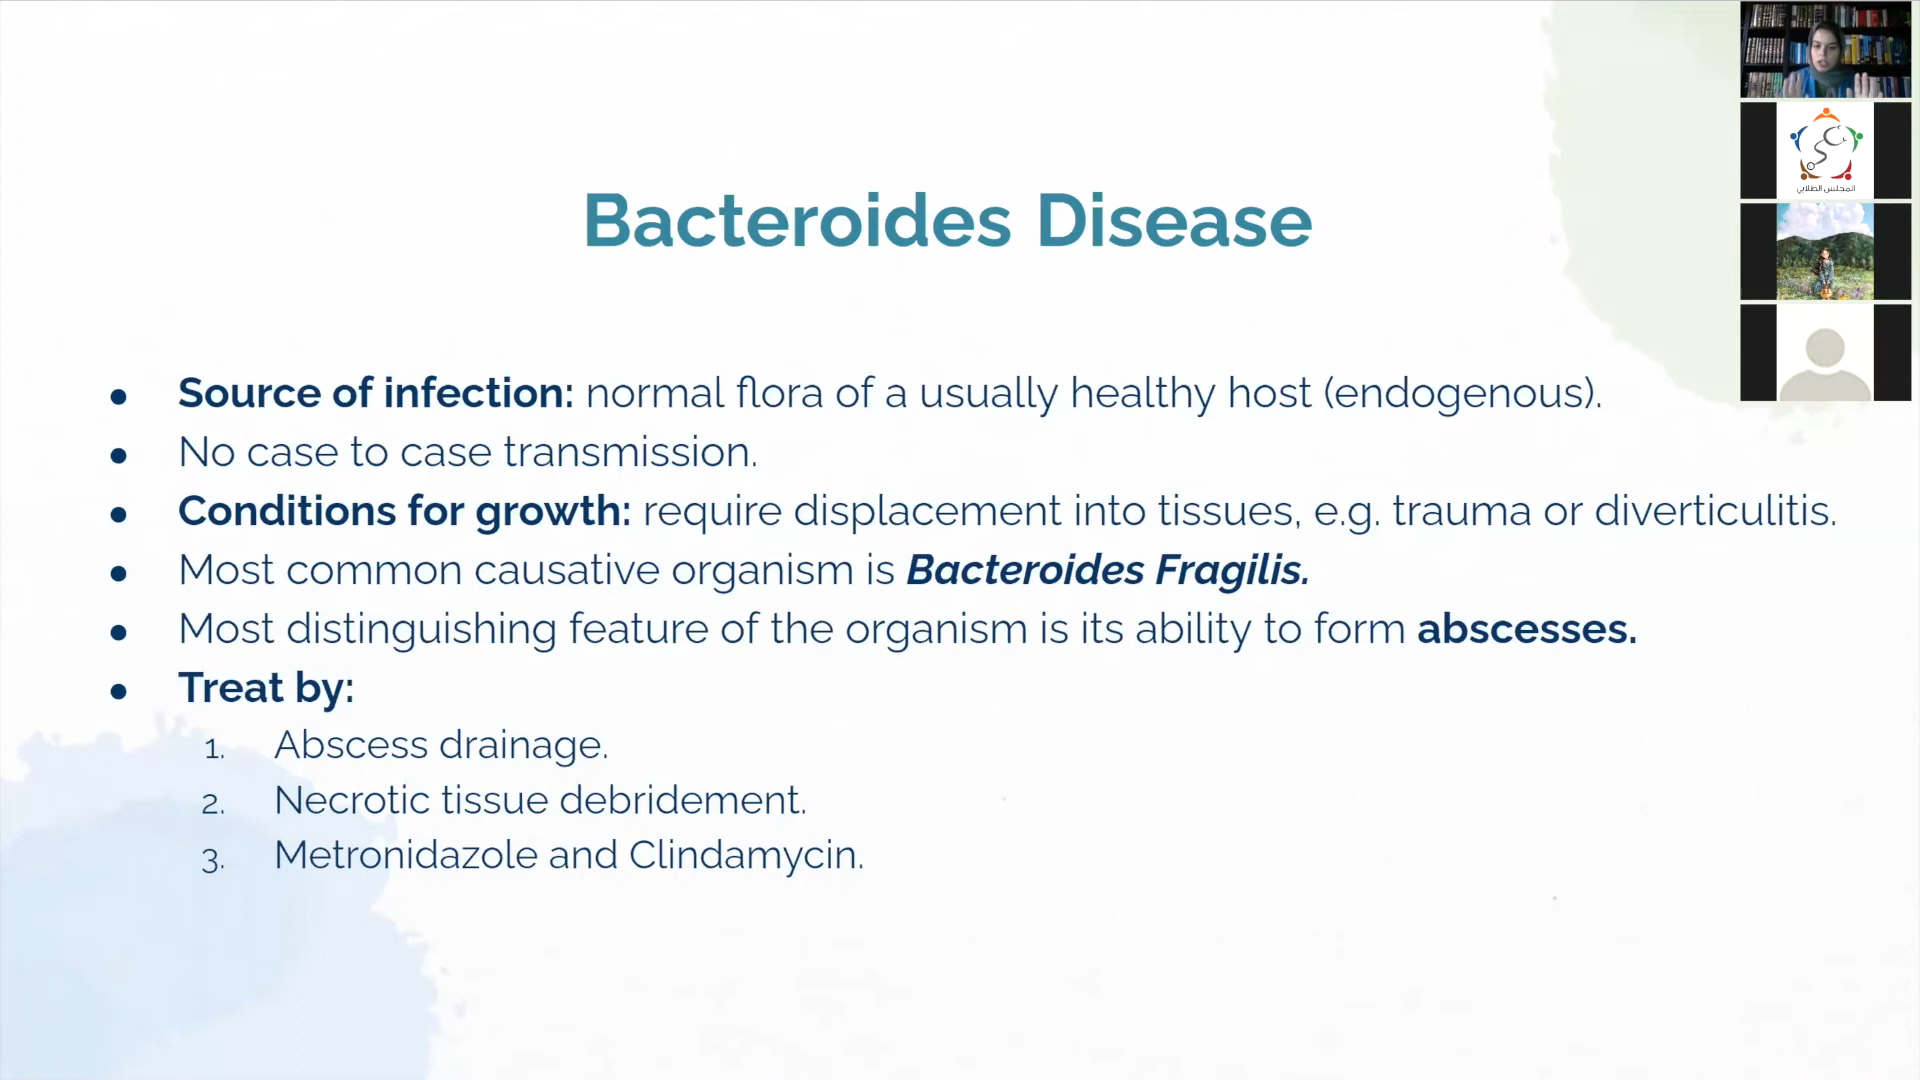 Bacteroides Disease
● Source of infection: normal flora of a usually healthy host (endogenous).
● No case to case transmission.
● Conditions for growth: require displacement into tissues, e.g. trauma or diverticulitis.
● Most common causative organism is Bacteroides Fragilis.
● Most distinguishing feature of the organism is its ability to form abscesses.
● Treat by:
1. Abscess drainage.
2. Necrotic tissue debridement.
3. Metronidazole and Clindamycin.
SC
المجلس الطلابي